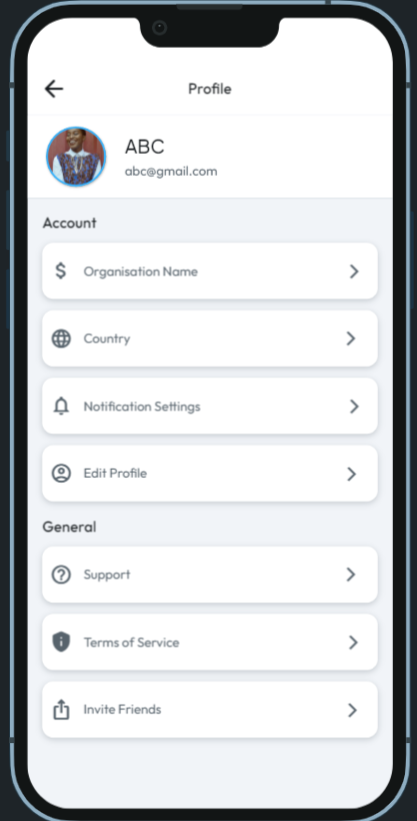 Profile
ABC
abc@gmail.com
Account
$ Organisation Name
Country
Notification Settings
Edit Profile
General
Support
Terms of Service
Invite Friends